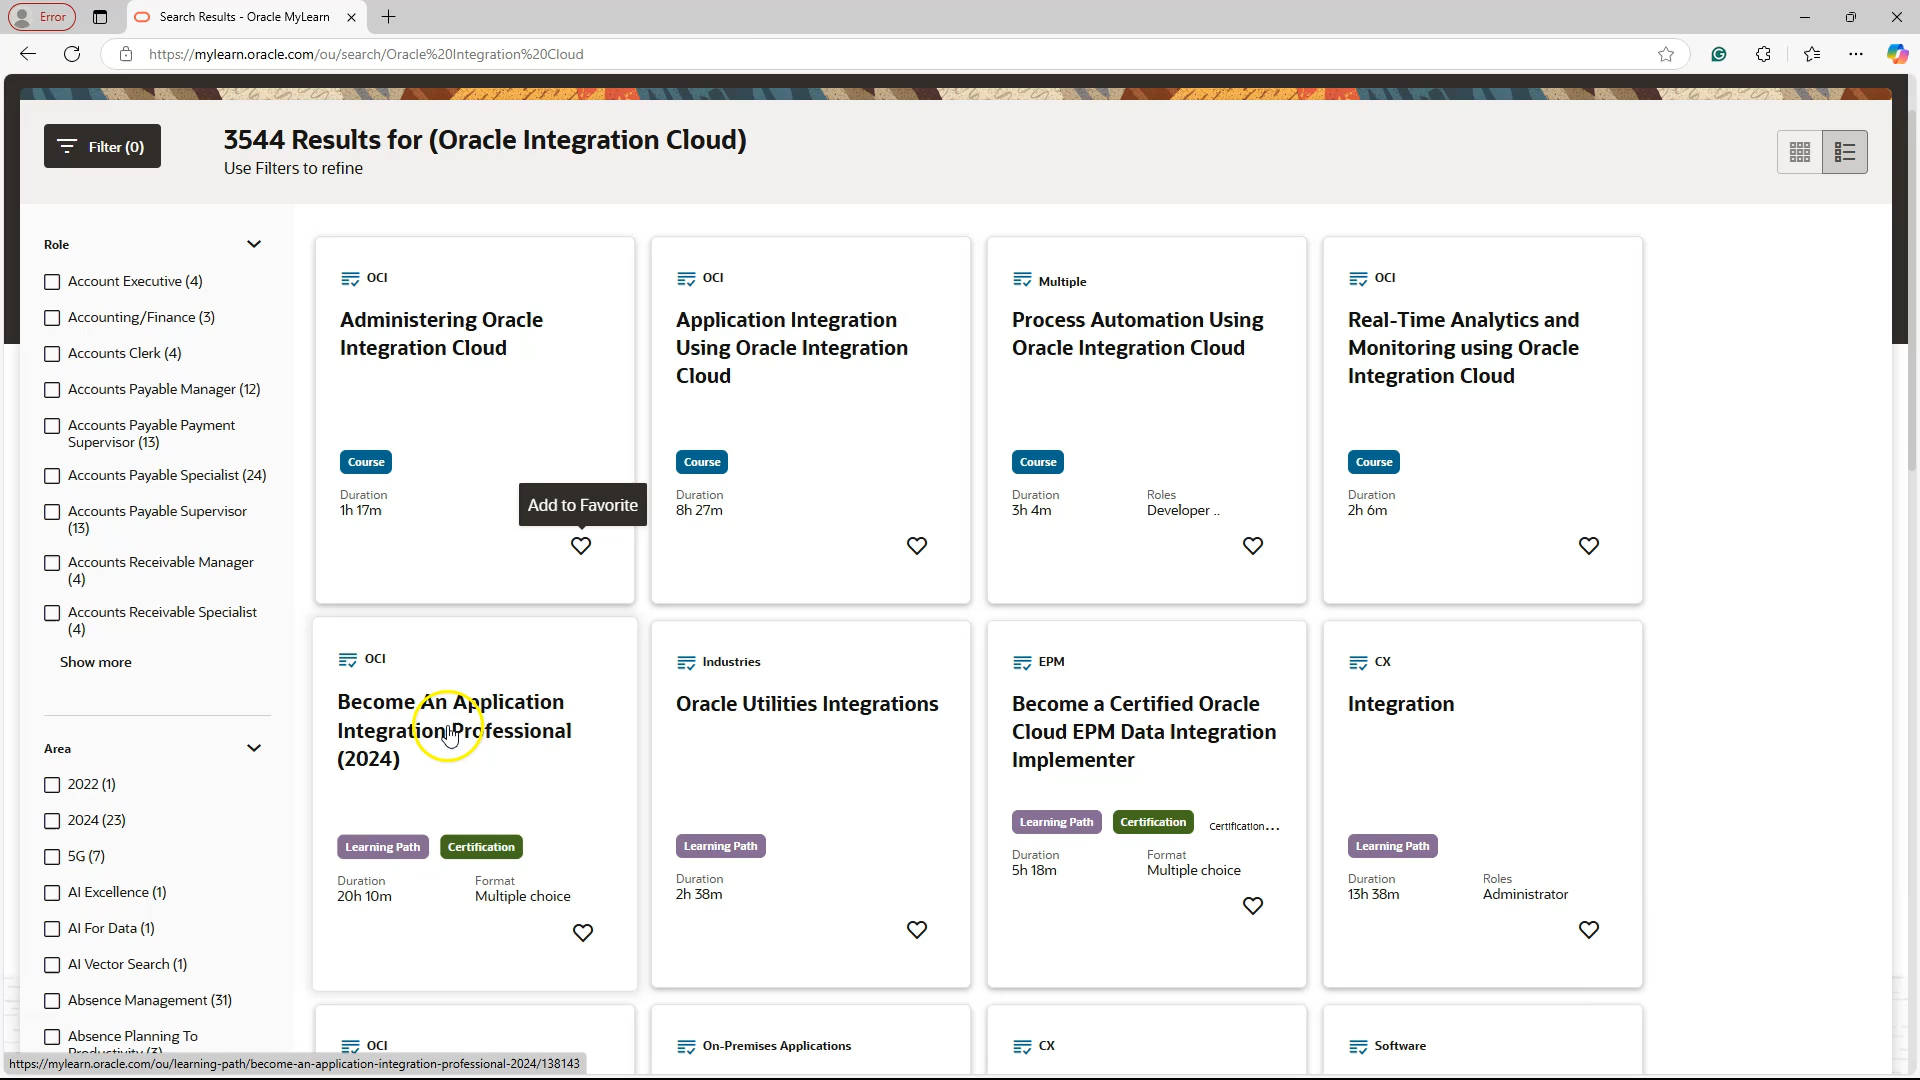 Error
Search Results - Oracle MyLearn
https://mylearn.oracle.com/ou/search/Oracle%20Integration%20Cloud
Filter (0)
3544 Results for (Oracle Integration Cloud)
Use Filters to refine
Role
Account Executive (4)
Accounting/Finance (3)
Accounts Clerk (4)
Accounts Payable Manager (12)
Accounts Payable Payment
Supervisor (13)
Accounts Payable Specialist (24)
Accounts Payable Supervisor
(13)
Accounts Receivable Manager
(4)
Accounts Receivable Specialist
(4)
Show more
Area
2022 (1)
2024 (23)
5G (7)
AI Excellence (1)
AI For Data (1)
AI Vector Search (1)
Absence Management (31)
Absence Planning To
Productivity (3)
OCI
Administering Oracle
Integration Cloud
Course
Duration
1h 17m
Add to Favorite
OCI
Application Integration
Using Oracle Integration
Cloud
Course
Duration
8h 27m
Multiple
Process Automation Using
Oracle Integration Cloud
Course
Duration
3h 4m
Roles
Developer ..
OCI
Real-Time Analytics and
Monitoring using Oracle
Integration Cloud
Course
Duration
2h 6m
OCI
Become An Application
Integration Professional
(2024)
Learning Path
Certification
Duration
20h 10m
Format
Multiple choice
Industries
Oracle Utilities Integrations
Learning Path
Duration
2h 38m
EPM
Become a Certified Oracle
Cloud EPM Data Integration
Implementer
Learning Path
Certification
Certification...
Duration
5h 18m
Format
Multiple choice
CX
Integration
Learning Path
Duration
13h 38m
Roles
Administrator
OCI
On-Premises Applications
CX
Software
https://mylearn.oracle.com/ou/learning-path/become-an-application-integration-professional-2024/138143